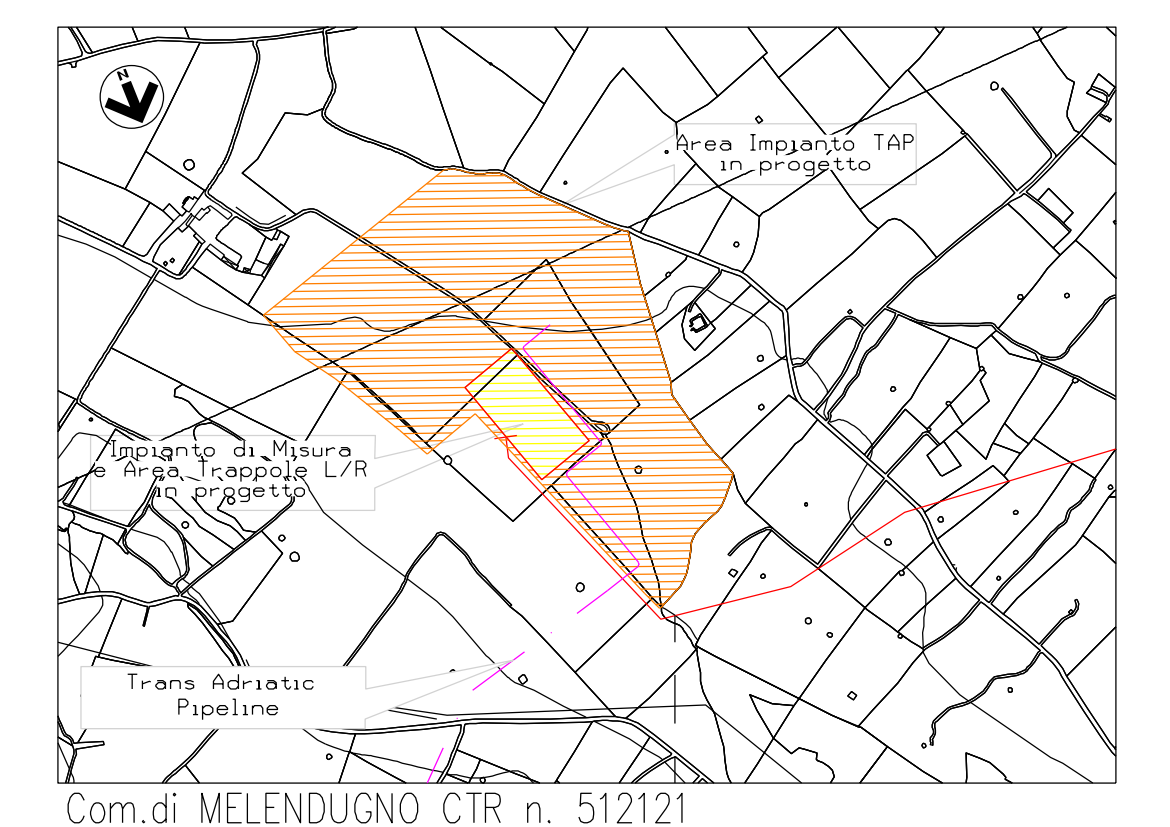 N
Area Impianto TAP
in progetto
Impianto di Misura
e Area Trappole L/R
in progetto
Trans Adriatic
Pipeline
Com.di MELENDUGNO CTR n. 512121